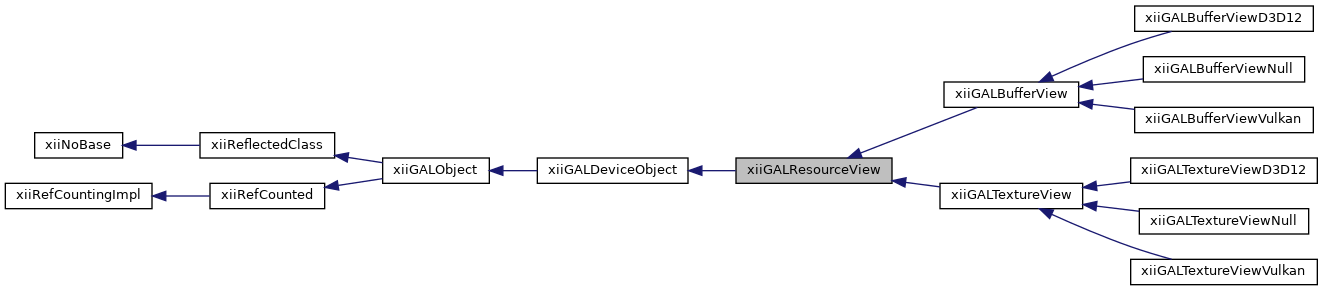 xiiNoBase
xiiRefCountingImpl
xiiReflectedClass
xiiRefCounted
xiiGALObject
xiiGALDeviceObject
xiiGALResourceView
xiiGALBufferView
xiiGALTextureView
xiiGALBufferViewD3D12
xiiGALBufferViewNull
xiiGALBufferViewVulkan
xiiGALTextureViewD3D12
xiiGALTextureViewNull
xiiGALTextureViewVulkan